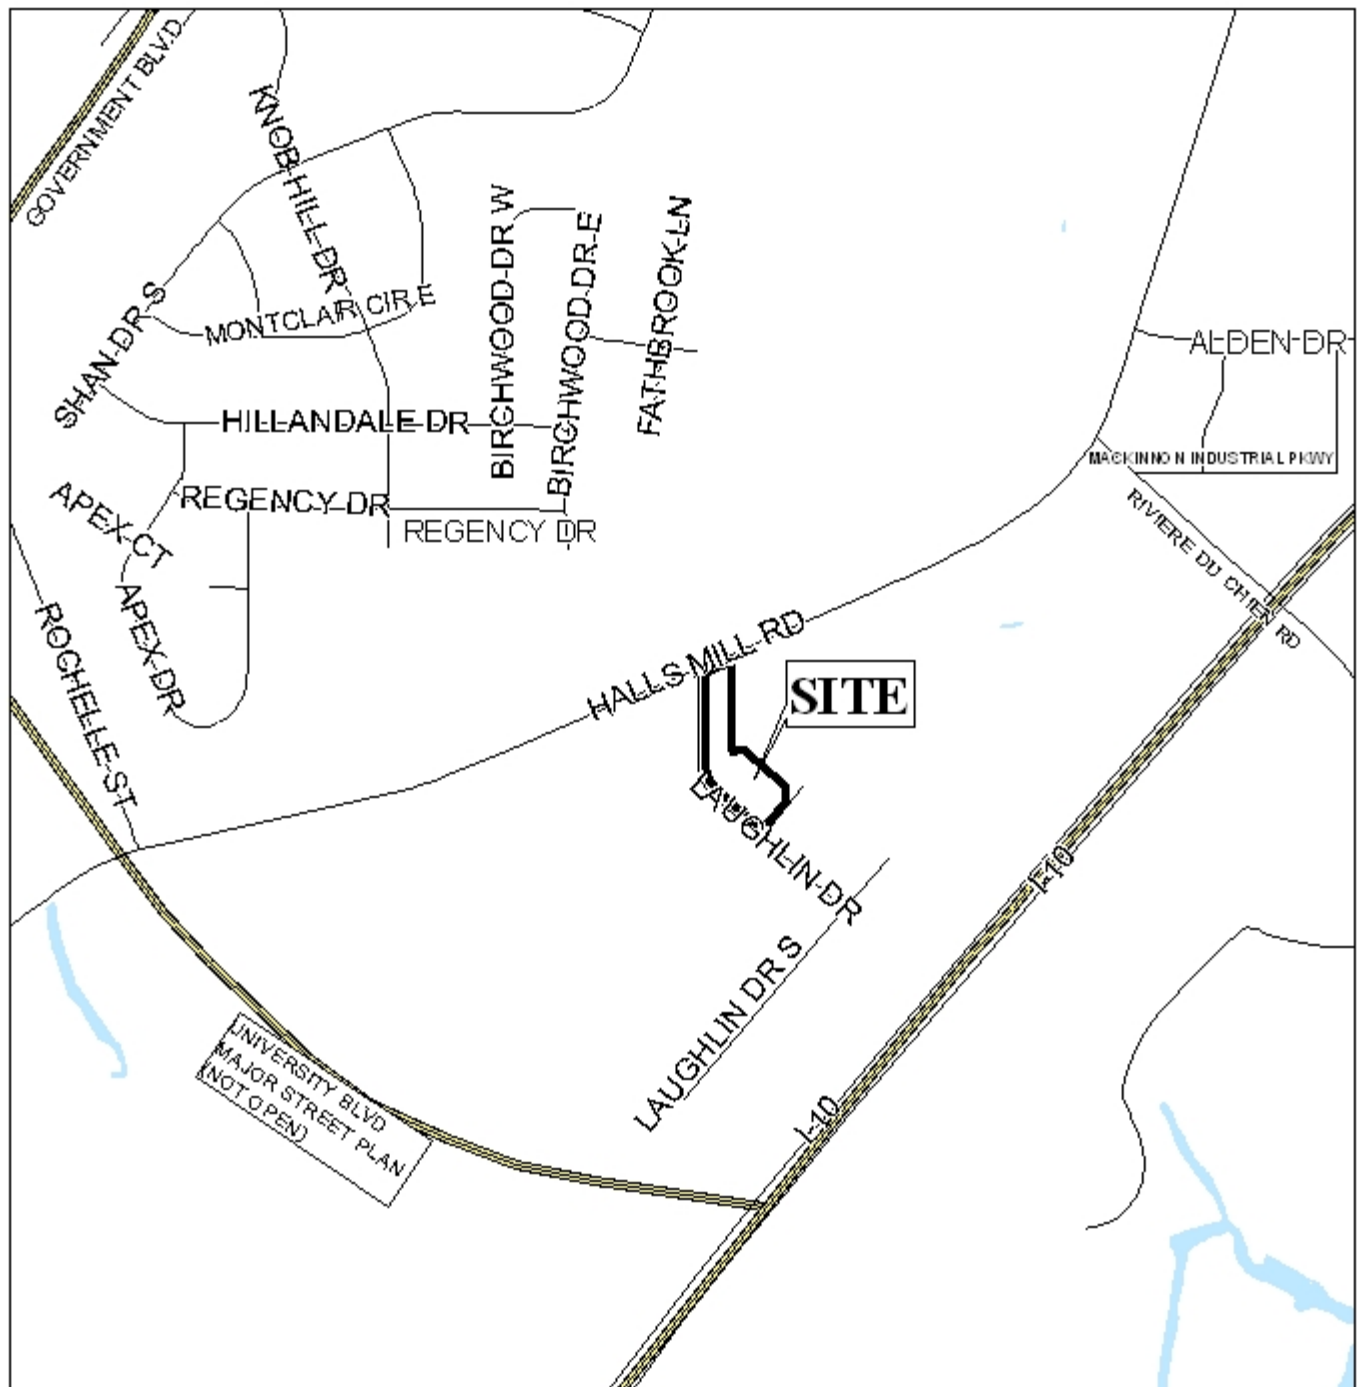 GOVERNMENT BLVD
KNOB HILL DR
SHAN DR S
MONTCLAIR CIR E
BIRCHWOOD DR W
BIRCHWOOD DR E
FATHBROOK LN
ALDEN DR
HILLANDALE DR
MACKINNON INDUSTRIAL PKWY
APEX CT
REGENCY DR
REGENCY DR
RIVIERE DU CHIEN RD
ROCHELLE ST
APEX DR
HALLS MILL RD
SITE
LAUGHLIN DR
I-10
LAUGHLIN DR S
UNIVERSITY BLVD
MAJOR STREET PLAN
(NOT OPEN)
I-10